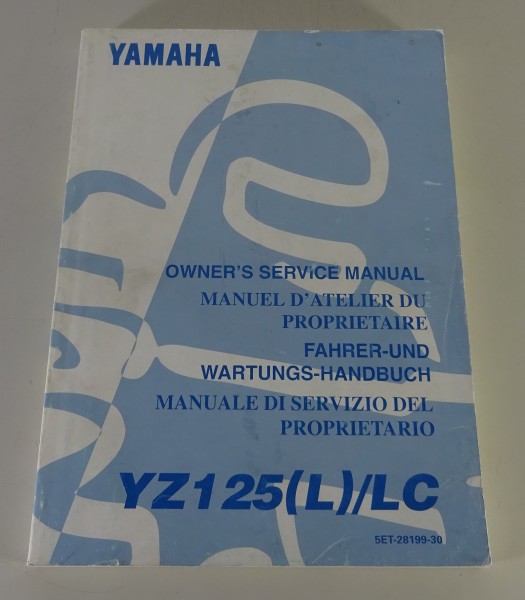 YAMAHA
OWNER'S SERVICE MANUAL
MANUEL D'ATELIER DU
PROPRIETAIRE
FAHRER-UND
WARTUNGS-HANDBUCH
MANUALE DI SERVIZIO DEL
PROPRIETARIO
YZ125(L)/LC
5ET-28199-30